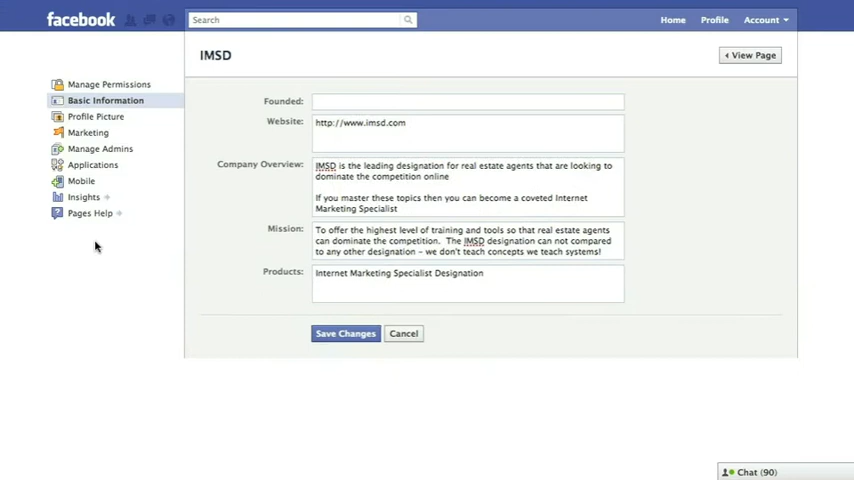 facebook
Search
Home
Profile
Account
IMSD
View Page
Manage Permissions
Basic Information
Profile Picture
Marketing
Manage Admins
Applications
Mobile
Insights
Pages Help
Founded:
Website:
http://www.imsd.com
Company Overview:
IMSD is the leading designation for real estate agents that are looking to
dominate the competition online
If you master these topics then you can become a coveted Internet
Marketing Specialist
Mission:
To offer the highest level of training and tools so that real estate agents
can dominate the competition. The IMSD designation can not compared
to any other designation - we don't teach concepts we teach systems!
Products:
Internet Marketing Specialist Designation
Save Changes
Cancel
Chat (90)